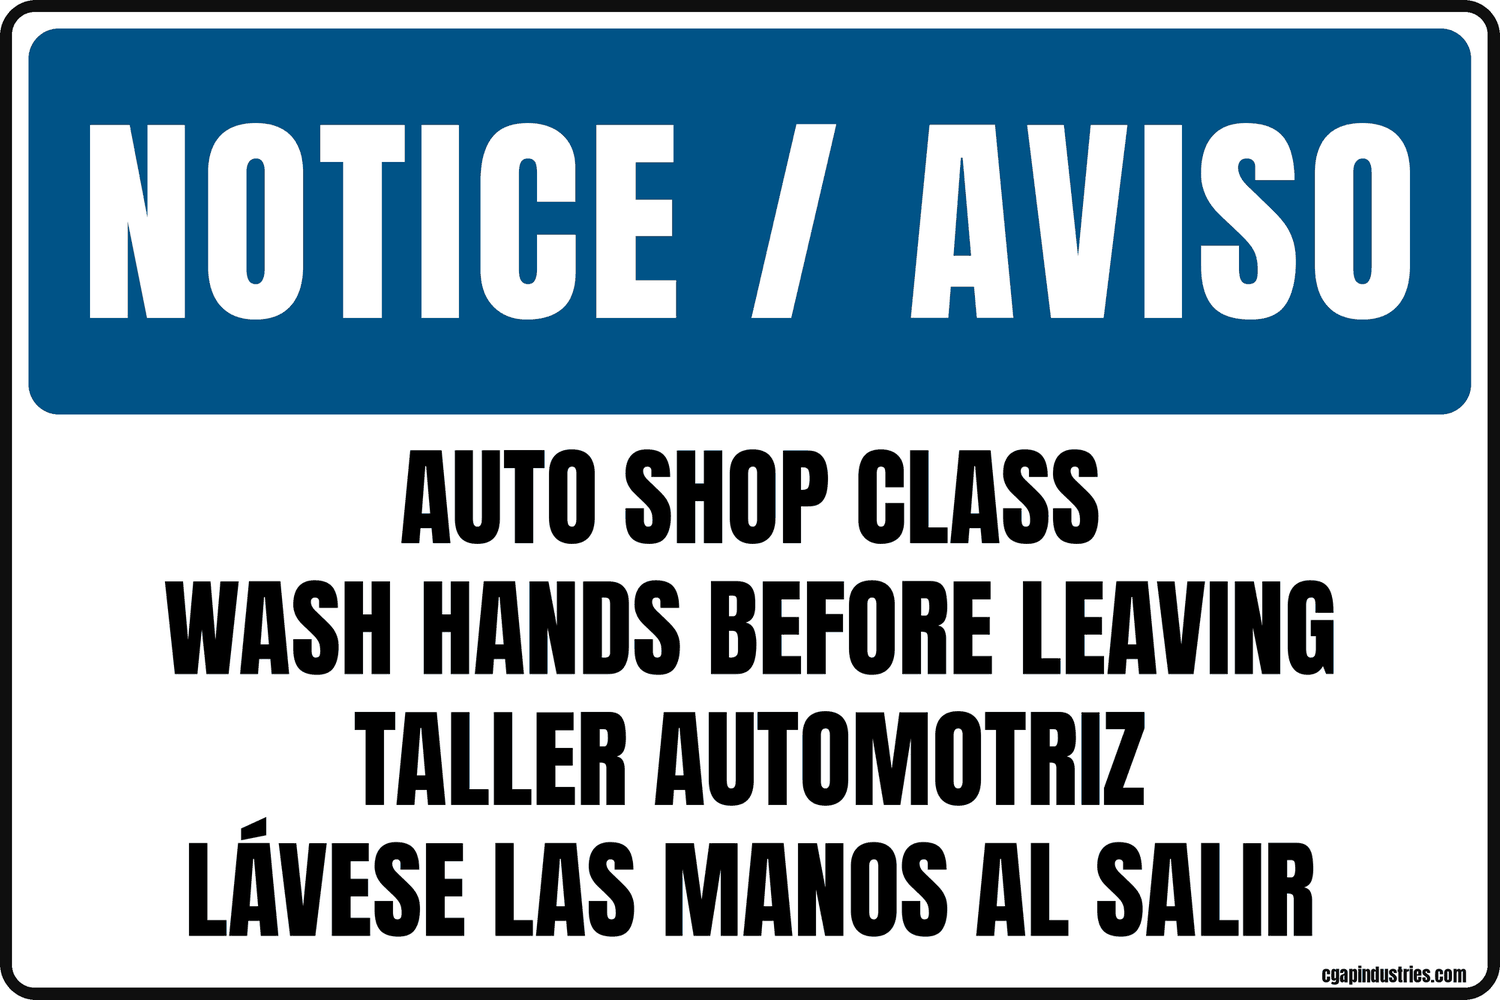 NOTICE / AVISO
AUTO SHOP CLASS
WASH HANDS BEFORE LEAVING
TALLER AUTOMOTRIZ
LÁVESE LAS MANOS AL SALIR
cgapindustries.com